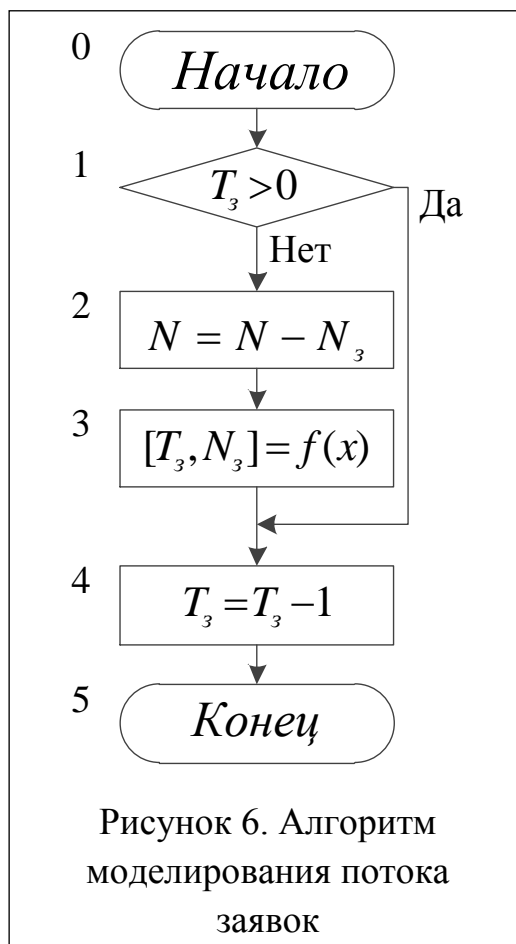 0
Начало
1
T_з>0
Да
Нет
2
N = N − N_з
3
[T_з, N_з]=f(x)
4
T_з=T_з−1
5
Конец
Рисунок 6. Алгоритм
моделирования потока
заявок